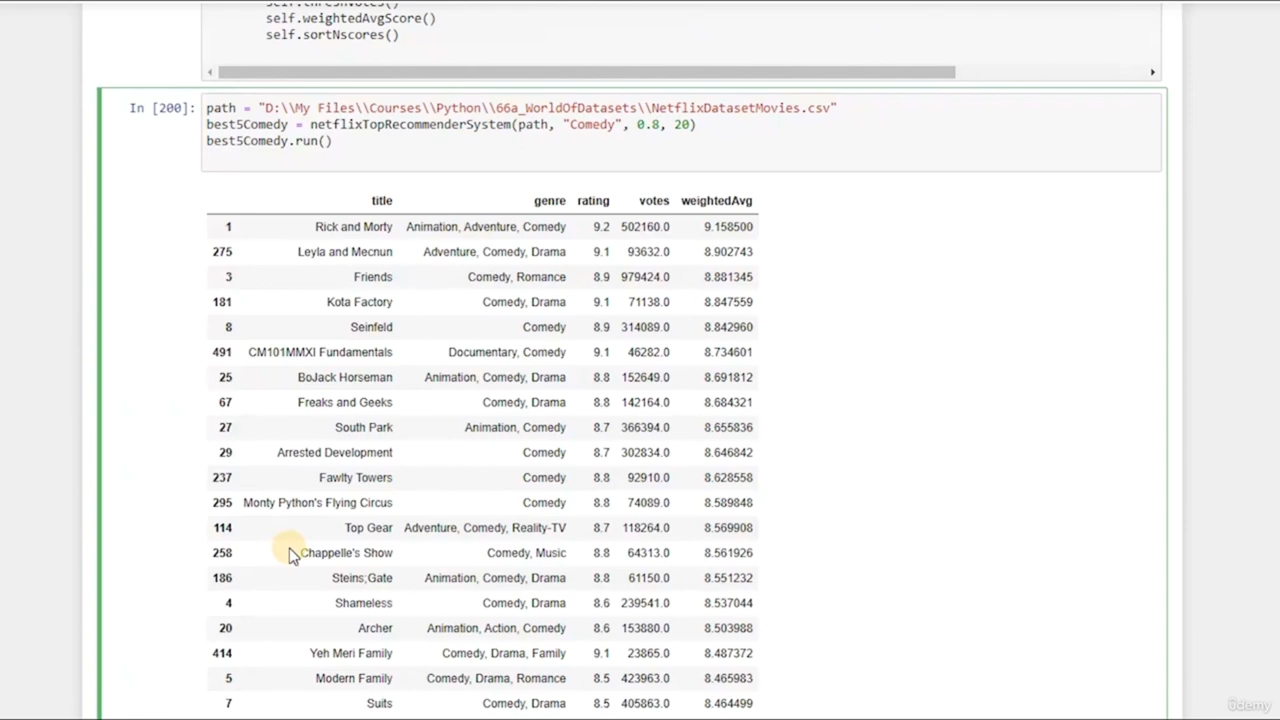 self.weightedAvgScore()
self.sortNscores()
In [200]: path = "D:\\My Files\\Courses\\Python\\66a_WorldOfDatasets\\NetflixDatasetMovies.csv"
best5Comedy = netflixTopRecommenderSystem(path, "Comedy", 0.8, 20)
best5Comedy.run()
title genre rating votes weightedAvg
1 Rick and Morty Animation, Adventure, Comedy 9.2 502160.0 9.158500
275 Leyla and Mecnun Adventure, Comedy, Drama 9.1 93632.0 8.902743
3 Friends Comedy, Romance 8.9 979424.0 8.881345
181 Kota Factory Comedy, Drama 9.1 71138.0 8.847559
8 Seinfeld Comedy 8.9 314089.0 8.842960
491 CM101MMXI Fundamentals Documentary, Comedy 9.1 46282.0 8.734601
25 BoJack Horseman Animation, Comedy, Drama 8.8 152649.0 8.691812
67 Freaks and Geeks Comedy, Drama 8.8 142164.0 8.684321
27 South Park Animation, Comedy 8.7 366394.0 8.655836
29 Arrested Development Comedy 8.7 302834.0 8.646842
237 Fawlty Towers Comedy 8.8 92910.0 8.628558
295 Monty Python's Flying Circus Comedy 8.8 74089.0 8.589848
114 Top Gear Adventure, Comedy, Reality-TV 8.7 118264.0 8.569908
258 Chappelle's Show Comedy, Music 8.8 64313.0 8.561926
186 Steins;Gate Animation, Comedy, Drama 8.8 61150.0 8.551232
4 Shameless Comedy, Drama 8.6 239541.0 8.537044
20 Archer Animation, Action, Comedy 8.6 153880.0 8.503988
414 Yeh Meri Family Comedy, Drama, Family 9.1 23865.0 8.487372
5 Modern Family Comedy, Drama, Romance 8.5 423963.0 8.465983
7 Suits Comedy, Drama 8.5 405863.0 8.464499
ûdemy